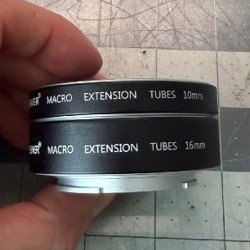 MACRO EXTENSION TUBES 10mm
MACRO EXTENSION TUBES 16mm